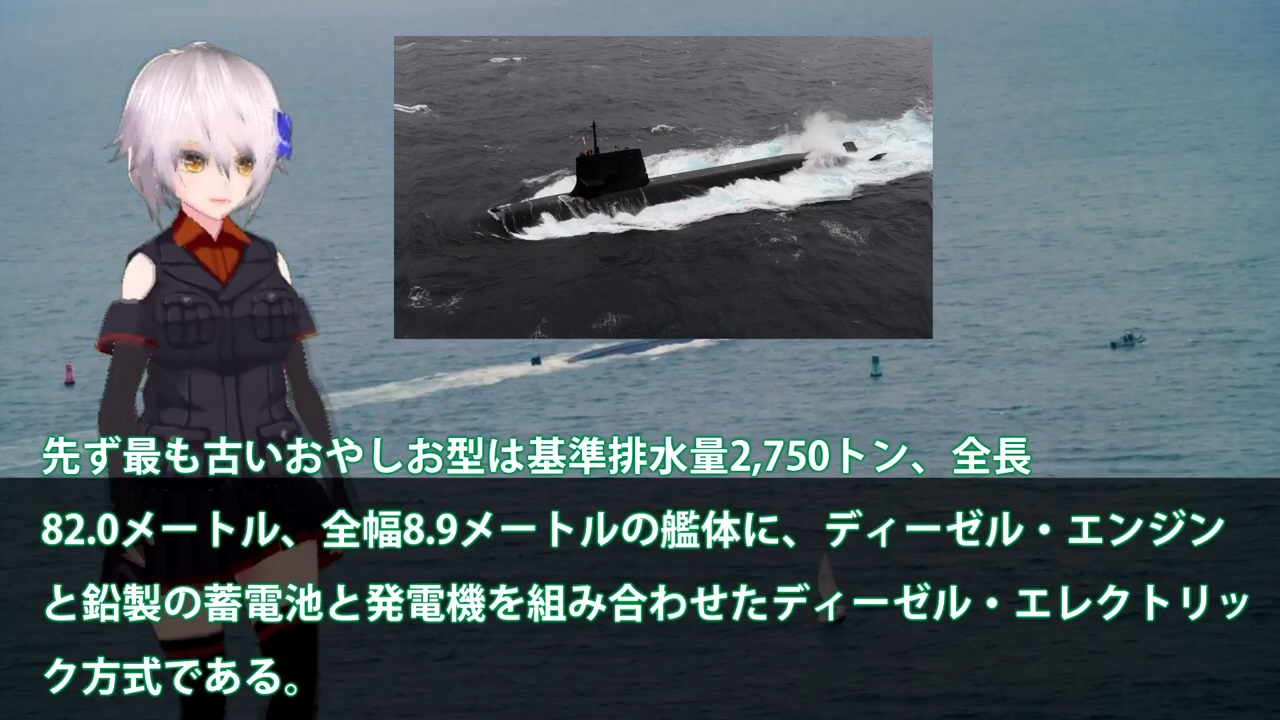 先ず最も古いおやしお型は基準排水量2,750トン、全長
82.0メートル、全幅8.9メートルの艦体に、ディーゼル・エンジン
と鉛製の蓄電池と発電機を組み合わせたディーゼル・エレクトリッ
ク方式である。